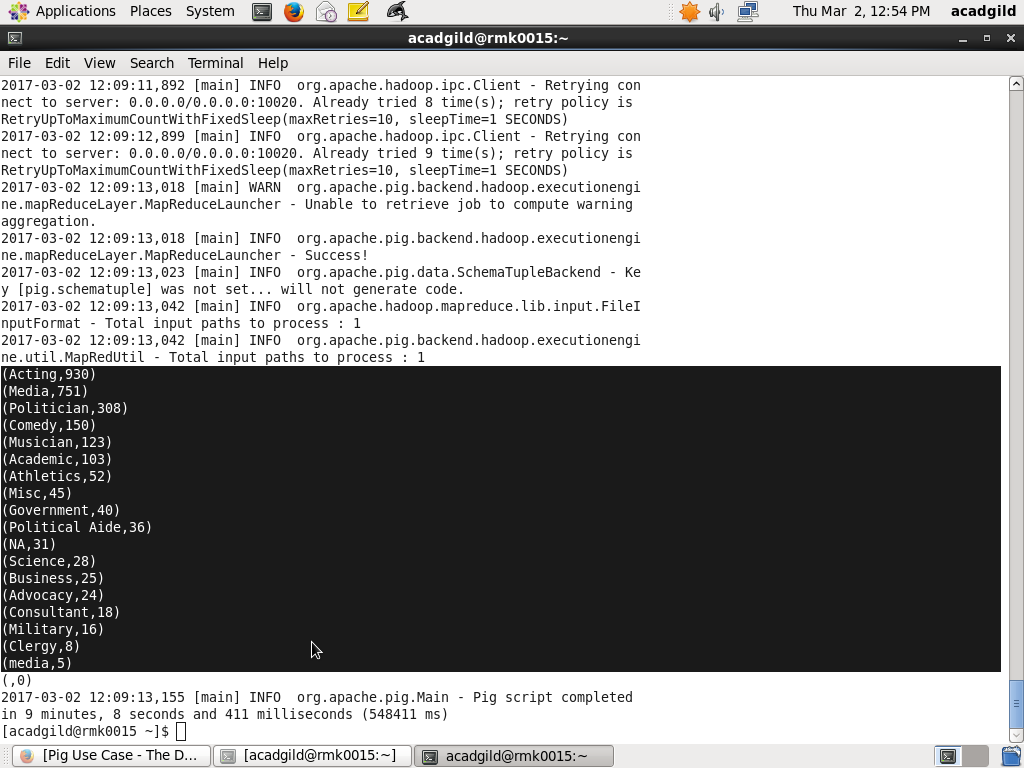 Applications Places System Thu Mar 2, 12:54 PM acadgild
acadgild@rmk0015:~
File Edit View Search Terminal Help
2017-03-02 12:09:11,892 [main] INFO  org.apache.hadoop.ipc.Client - Retrying con
nect to server: 0.0.0.0/0.0.0.0:10020. Already tried 8 time(s); retry policy is
RetryUpToMaximumCountWithFixedSleep(maxRetries=10, sleepTime=1 SECONDS)
2017-03-02 12:09:12,899 [main] INFO  org.apache.hadoop.ipc.Client - Retrying con
nect to server: 0.0.0.0/0.0.0.0:10020. Already tried 9 time(s); retry policy is
RetryUpToMaximumCountWithFixedSleep(maxRetries=10, sleepTime=1 SECONDS)
2017-03-02 12:09:13,018 [main] WARN  org.apache.pig.backend.hadoop.executionengi
ne.mapReduceLayer.MapReduceLauncher - Unable to retrieve job to compute warning
aggregation.
2017-03-02 12:09:13,018 [main] INFO  org.apache.pig.backend.hadoop.executionengi
ne.mapReduceLayer.MapReduceLauncher - Success!
2017-03-02 12:09:13,023 [main] INFO  org.apache.pig.data.SchemaTupleBackend - Ke
y [pig.schematuple] was not set... will not generate code.
2017-03-02 12:09:13,042 [main] INFO  org.apache.hadoop.mapreduce.lib.input.FileI
nputFormat - Total input paths to process : 1
2017-03-02 12:09:13,042 [main] INFO  org.apache.pig.backend.hadoop.executionengi
ne.util.MapRedUtil - Total input paths to process : 1
(Acting,930)
(Media,751)
(Politician,308)
(Comedy,150)
(Musician,123)
(Academic,103)
(Athletics,52)
(Misc,45)
(Government,40)
(Political Aide,36)
(NA,31)
(Science,28)
(Business,25)
(Advocacy,24)
(Consultant,18)
(Military,16)
(Clergy,8)
(media,5)
(,0)
2017-03-02 12:09:13,155 [main] INFO  org.apache.pig.Main - Pig script completed
in 9 minutes, 8 seconds and 411 milliseconds (548411 ms)
[acadgild@rmk0015 ~]$
[Pig Use Case - The D... [acadgild@rmk0015:~] acadgild@rmk0015:~